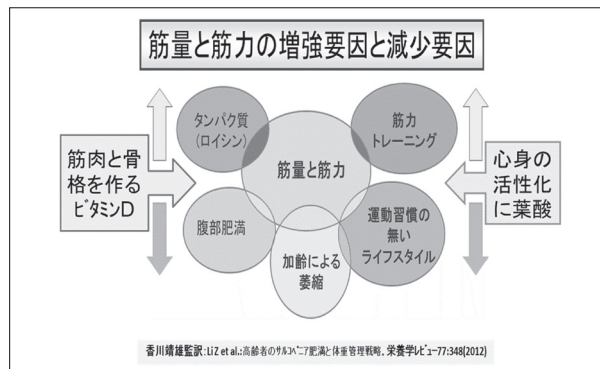 筋量と筋力の増強要因と減少要因
タンパク質
(ロイシン)
筋力
トレーニング
筋量と筋力
筋肉と骨
格を作る
ビタミンD
心身の
活性化
に葉酸
腹部肥満
運動習慣の
無い
ライフスタイル
加齢による
萎縮
香川靖雄監訳:LiZ et al.:高齢者のサルコペニア肥満と体重管理戦略. 栄養学レビュー77:348(2012)